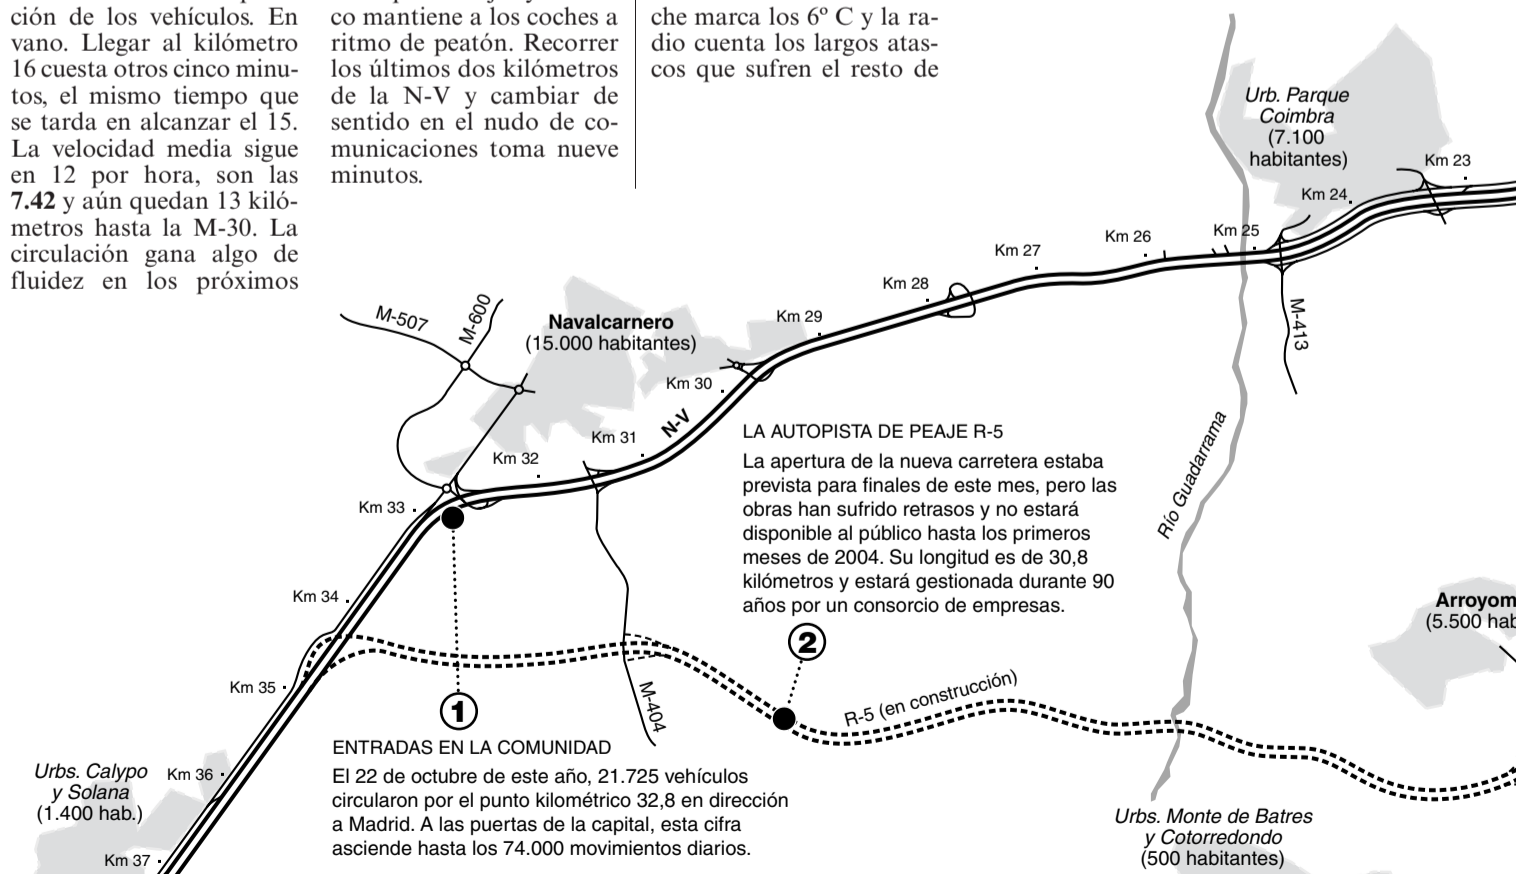 ción de los vehículos. En
vano. Llegar al kilómetro
16 cuesta otros cinco minu-
tos, el mismo tiempo que
se tarda en alcanzar el 15.
La velocidad media sigue
en 12 por hora, son las
7.42 y aún quedan 13 kiló-
metros hasta la M-30. La
circulación gana algo de
fluidez en los próximos
co mantiene a los coches a
ritmo de peatón. Recorrer
los últimos dos kilómetros
de la N-V y cambiar de
sentido en el nudo de co-
municaciones toma nueve
minutos.
che marca los 6º C y la ra-
dio cuenta los largos atas-
cos que sufren el resto de
Urb. Parque
Coimbra
(7.100
habitantes)
Km 23
Km 24
Km 25
Km 26
Km 27
Km 28
Km 29
M-413
M-507
M-600
Navalcarnero
(15.000 habitantes)
Km 30
N-V
Km 31
Km 32
Km 33
Km 34
Km 35
Km 36
Km 37
LA AUTOPISTA DE PEAJE R-5
La apertura de la nueva carretera estaba
prevista para finales de este mes, pero las
obras han sufrido retrasos y no estará
disponible al público hasta los primeros
meses de 2004. Su longitud es de 30,8
kilómetros y estará gestionada durante 90
años por un consorcio de empresas.
2
Río Guadarrama
Arroyom
(5.500 hab
R-5 (en construcción)
M-404
1
ENTRADAS EN LA COMUNIDAD
El 22 de octubre de este año, 21.725 vehículos
circularon por el punto kilométrico 32,8 en dirección
a Madrid. A las puertas de la capital, esta cifra
asciende hasta los 74.000 movimientos diarios.
Urbs. Calypo
y Solana
(1.400 hab.)
Urbs. Monte de Batres
y Cotorredondo
(500 habitantes)